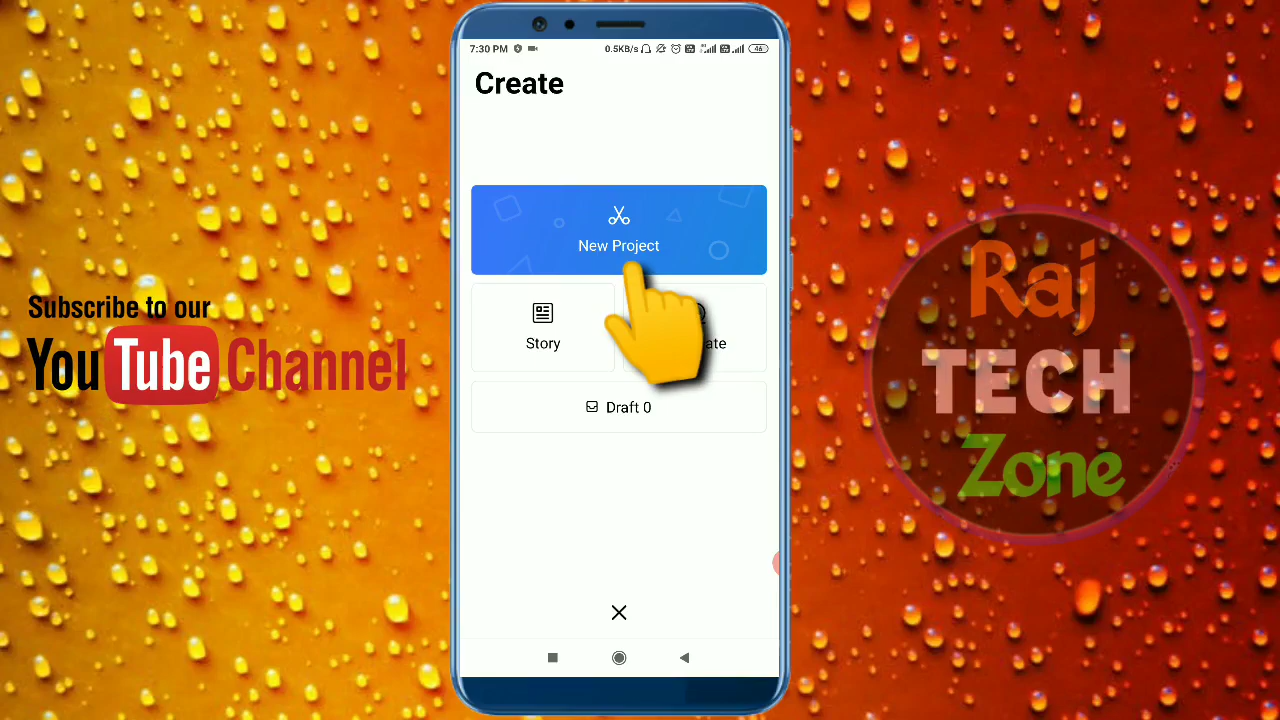 7:30 PM
0.5KB/s
46
Create
New Project
Story
Draft 0
Subscribe to our
YouTube Channel
Raj
TECH
Zone